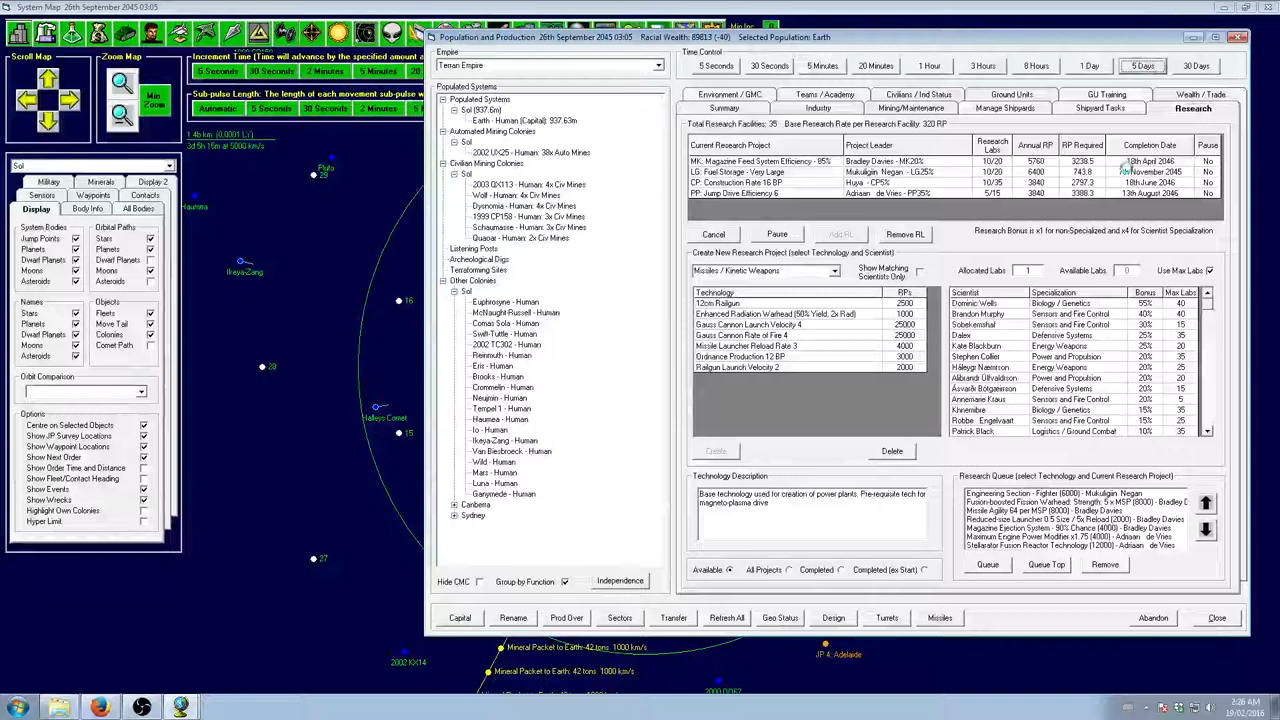 System Map 26th September 2045 03:05
Scroll Map
Zoom Map
Min Zoom
Increment Time (Time will advance by the specified amount
5 Seconds 30 Seconds 2 Minutes 5 Minutes 20
Sub-pulse Length: The length of each movement sub-pulse
Automatic 5 Seconds 30 Seconds 2 Minutes 5 Minutes
1.4b km (0.0001 LY)
3d 5h 15m at 5000 km/s
Pluto
29
Haumea
Ikeya-Zang
16
28
Halleys Comet
15
27
2002 KX14
Mineral Packet to Earth: 42 tons 1000 km/s
Mineral Packet to Earth: 42 tons 1000 km/s
JP 4: Adelaide
Sol
Military Minerals Display 2
Sensors Waypoints Contacts
Display Body Info All Bodies
System Bodies
Jump Points
Planets
Dwarf Planets
Moons
Asteroids
Orbital Paths
Stars
Planets
Dwarf Planets
Moons
Asteroids
Names
Stars
Planets
Dwarf Planets
Moons
Asteroids
Objects
Fleets
Move Tail
Colonies
Comet Path
Orbit Comparison
Options
Centre on Selected Objects
Show JP Survey Locations
Show Waypoint Locations
Show Next Order
Show Order Time and Distance
Show Fleet/Contact Heading
Show Events
Show Wrecks
Highlight Own Colonies
Hyper Limit
Population and Production 26th September 2045 03:05 Racial Wealth: 89813 (-40) Selected Population: Earth
Empire
Terran Empire
Populated Systems
Populated Systems
Sol (937.6m)
Earth - Human (Capital): 937.63m
Automated Mining Colonies
Sol
2002 UX25 - Human: 38x Auto Mines
Civilian Mining Colonies
Sol
2003 QX113 - Human: 4x Civ Mines
Wolf - Human: 4x Civ Mines
Dysnomia - Human: 4x Civ Mines
1999 CP158 - Human: 3x Civ Mines
Schaumasse - Human: 3x Civ Mines
Quaoar - Human: 2x Civ Mines
Listening Posts
Archeological Digs
Terraforming Sites
Other Colonies
Sol
Euphrosyne - Human
McNaught-Russell - Human
Comas Sola - Human
Swift-Tuttle - Human
2002 TC302 - Human
Reinmuth - Human
Eris - Human
Brooks - Human
Crommelin - Human
Neujmin - Human
Tempel 1 - Human
Haumea - Human
Io - Human
Ikeya-Zang - Human
Van Biesbroeck - Human
Wild - Human
Mars - Human
Luna - Human
Ganymede - Human
Canberra
Sydney
Hide CMC
Group by Function
Independence
Time Control
5 Seconds 30 Seconds 5 Minutes 20 Minutes 1 Hour 3 Hours 8 Hours 1 Day 5 Days 30 Days
Environment / GMC Teams / Academy Civilians / Ind Status Ground Units GU Training Wealth / Trade
Summary Industry Mining/Maintenance Manage Shipyards Shipyard Tasks Research
Total Research Facilities: 35 Base Research Rate per Research Facility: 320 RP
Current Research Project Project Leader Research Labs Annual RP RP Required Completion Date Pause
MK: Magazine Feed System Efficiency - 85% Bradley Davies - MK20% 10/20 5760 3238.5 18th April 2046 No
LG: Fuel Storage - Very Large Mukuligiin Negan - LG25% 10/20 6400 743.8 November 2045 No
CP: Construction Rate 16 BP Huya - CP5% 10/35 3840 2797.3 18th June 2046 No
PP: Jump Drive Efficiency 6 Adriaan de Vries - PP35% 5/15 3840 3388.3 13th August 2046 No
Cancel Pause Add RL Remove RL
Research Bonus is x1 for non-Specialized and x4 for Scientist Specialization
Create New Research Project (select Technology and Scientist)
Missiles / Kinetic Weapons
Show Matching Scientists Only
Allocated Labs 1
Available Labs 0
Use Max Labs
Technology RPs
12cm Railgun 2500
Enhanced Radiation Warhead (50% Yield, 2x Rad) 1000
Gauss Cannon Launch Velocity 4 25000
Gauss Cannon Rate of Fire 4 25000
Missile Launcher Reload Rate 3 4000
Ordnance Production 12 BP 3000
Railgun Launch Velocity 2 2000
Scientist Specialization Bonus Max Labs
Dominic Wells Biology / Genetics 55% 40
Brandon Murphy Sensors and Fire Control 40% 40
Sobekemshaf Sensors and Fire Control 30% 15
Dalex Defensive Systems 25% 35
Kate Blackburn Energy Weapons 25% 35
Stephen Collier Power and Propulsion 20% 35
Háleygr Næmrson Energy Weapons 20% 35
Alibrandi Úlfvaldrson Power and Propulsion 20% 20
Ásvarðr Bótgeirson Defensive Systems 20% 15
Annemarie Kraus Sensors and Fire Control 20% 5
Khnemibre Biology / Genetics 15% 35
Robbe Engelvaart Sensors and Fire Control 15% 35
Patrick Black Logistics / Ground Combat 10% 35
Create Delete
Technology Description
Base technology used for creation of power plants. Pre-requisite tech for
magneto-plasma drive
Research Queue (select Technology and Current Research Project)
Engineering Section - Fighter (6000) - Mukuligiin Negan
Fusion-boosted Fission Warhead: Strength: 5 x MSP (8000) - Bradley D
Missile Agility 64 per MSP (8000) - Bradley Davies
Reduced-size Launcher 0.5 Size / 5x Reload (2000) - Bradley Davies
Magazine Ejection System - 90% Chance (4000) - Bradley Davies
Maximum Engine Power Modifier x1.75 (4000) - Adriaan de Vries
Stellarator Fusion Reactor Technology (12000) - Adriaan de Vries
Available All Projects Completed Completed (ex Start)
Queue Queue Top Remove
Capital Rename Prod Over Sectors Transfer Refresh All Geo Status Design Turrets Missiles Abandon Close
2:26 AM
19/02/2016